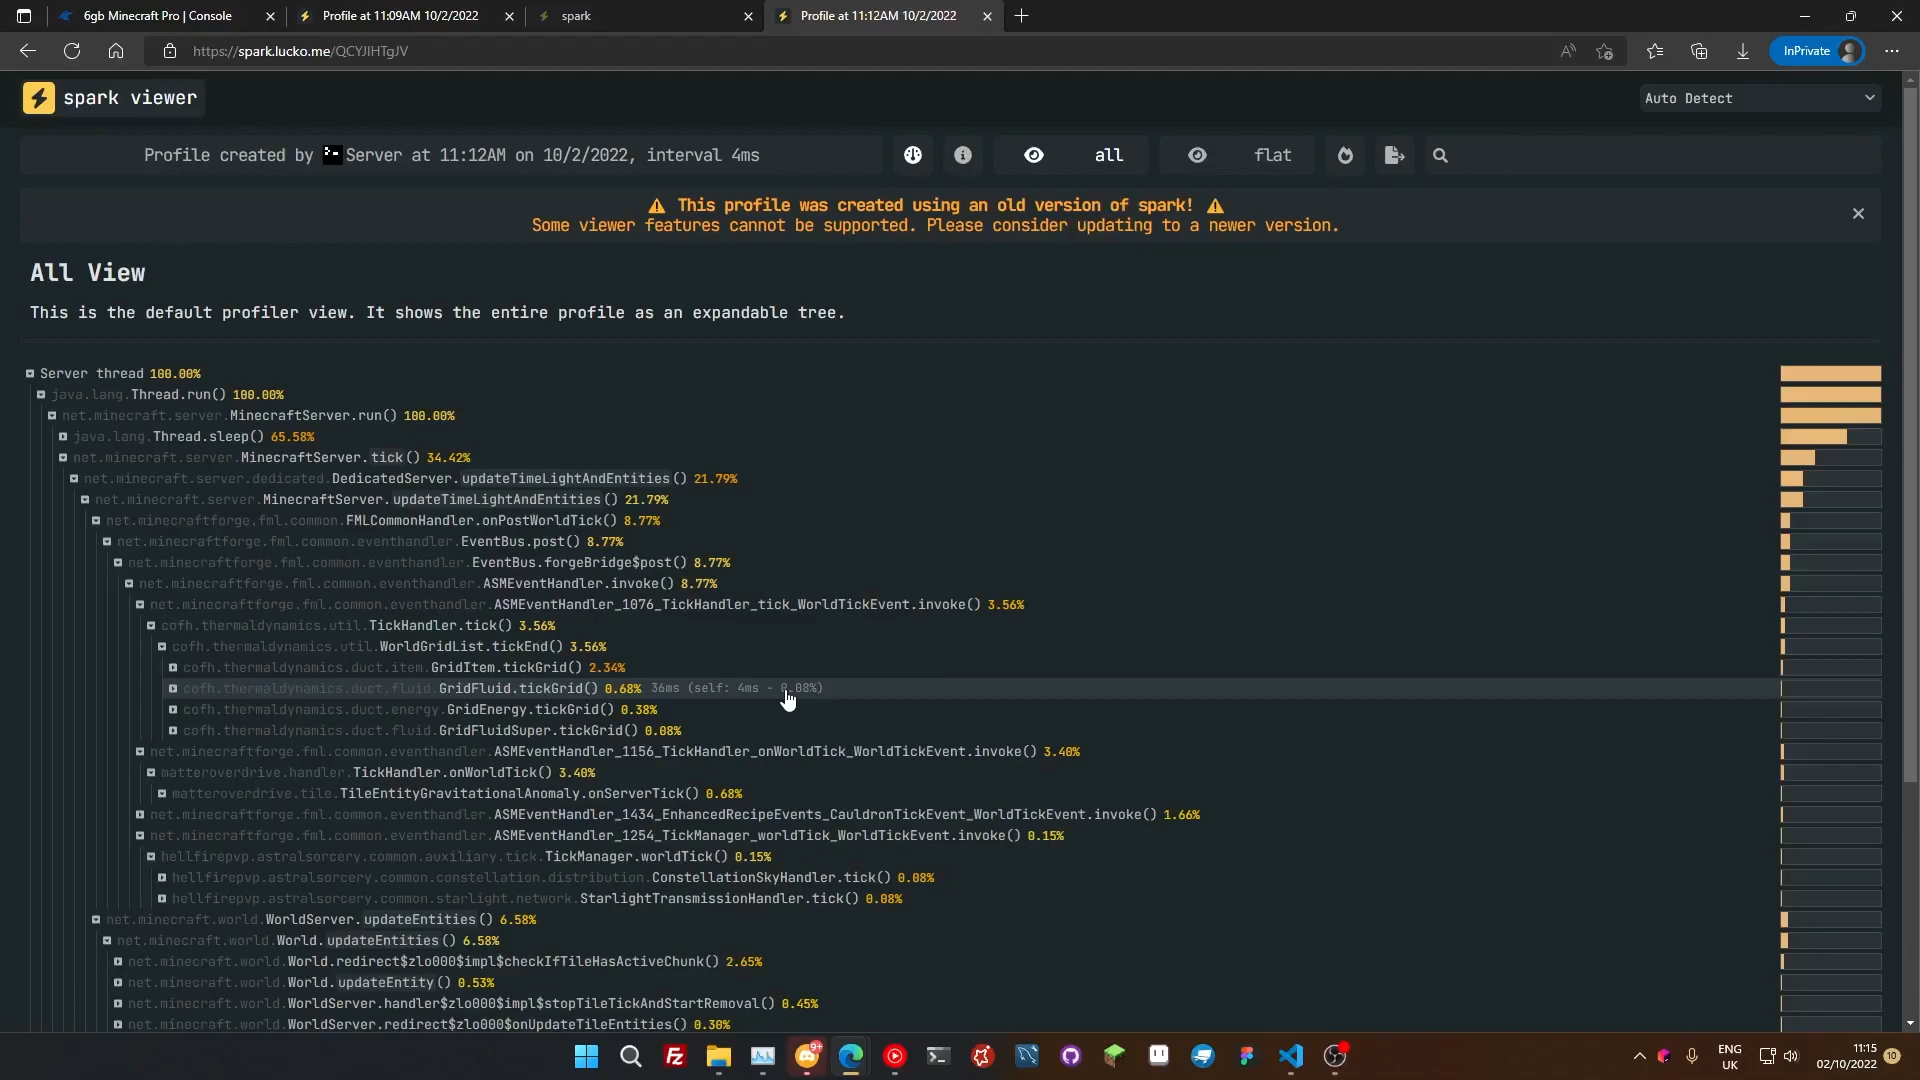 6gb Minecraft Pro | Console
Profile at 11:09AM 10/2/2022
spark
Profile at 11:12AM 10/2/2022
https://spark.lucko.me/QCYJIHTgJV
InPrivate
spark viewer
Auto Detect
Profile created by Server at 11:12AM on 10/2/2022, interval 4ms
all
flat
This profile was created using an old version of spark!
Some viewer features cannot be supported. Please consider updating to a newer version.
All View
This is the default profiler view. It shows the entire profile as an expandable tree.
Server thread 100.00%
java.lang.Thread.run() 100.00%
net.minecraft.server.MinecraftServer.run() 100.00%
java.lang.Thread.sleep() 65.58%
net.minecraft.server.MinecraftServer.tick() 34.42%
net.minecraft.server.dedicated.DedicatedServer.updateTimeLightAndEntities() 21.79%
net.minecraft.server.MinecraftServer.updateTimeLightAndEntities() 21.79%
net.minecraftforge.fml.common.FMLCommonHandler.onPostWorldTick() 8.77%
net.minecraftforge.fml.common.eventhandler.EventBus.post() 8.77%
net.minecraftforge.fml.common.eventhandler.EventBus.forgeBridge$post() 8.77%
net.minecraftforge.fml.common.eventhandler.ASMEventHandler.invoke() 8.77%
net.minecraftforge.fml.common.eventhandler.ASMEventHandler_1076_TickHandler_tick_WorldTickEvent.invoke() 3.56%
cofh.thermaldynamics.util.TickHandler.tick() 3.56%
cofh.thermaldynamics.util.WorldGridList.tickEnd() 3.56%
cofh.thermaldynamics.duct.item.GridItem.tickGrid() 2.34%
cofh.thermaldynamics.duct.fluid.GridFluid.tickGrid() 0.68% 36ms (self: 4ms - 0.08%)
cofh.thermaldynamics.duct.energy.GridEnergy.tickGrid() 0.38%
cofh.thermaldynamics.duct.fluid.GridFluidSuper.tickGrid() 0.08%
net.minecraftforge.fml.common.eventhandler.ASMEventHandler_1156_TickHandler_onWorldTick_WorldTickEvent.invoke() 3.40%
matteroverdrive.handler.TickHandler.onWorldTick() 3.40%
matteroverdrive.tile.TileEntityGravitationalAnomaly.onServerTick() 0.68%
net.minecraftforge.fml.common.eventhandler.ASMEventHandler_1434_EnhancedRecipeEvents_CauldronTickEvent_WorldTickEvent.invoke() 1.66%
net.minecraftforge.fml.common.eventhandler.ASMEventHandler_1254_TickManager_worldTick_WorldTickEvent.invoke() 0.15%
hellfirepvp.astralsorcery.common.auxiliary.tick.TickManager.worldTick() 0.15%
hellfirepvp.astralsorcery.common.constellation.distribution.ConstellationSkyHandler.tick() 0.08%
hellfirepvp.astralsorcery.common.starlight.network.StarlightTransmissionHandler.tick() 0.08%
net.minecraft.world.WorldServer.updateEntities() 6.58%
net.minecraft.world.World.updateEntities() 6.58%
net.minecraft.world.World.redirect$zlo000$impl$checkIfTileHasActiveChunk() 2.65%
net.minecraft.world.World.updateEntity() 0.53%
net.minecraft.world.WorldServer.handler$zlo000$impl$stopTileTickAndStartRemoval() 0.45%
net.minecraft.world.WorldServer.redirect$zlo000$onUpdateTileEntities() 0.30%
9+
ENG
UK
11:15
02/10/2022
10